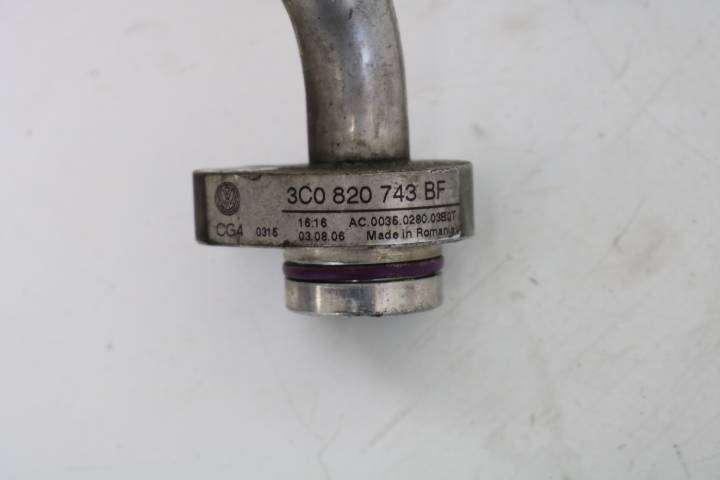 3C0 820 743 BF
16:16 AC.0035.0280.03B0T
CG4 0315 03.08.06 Made in Romania